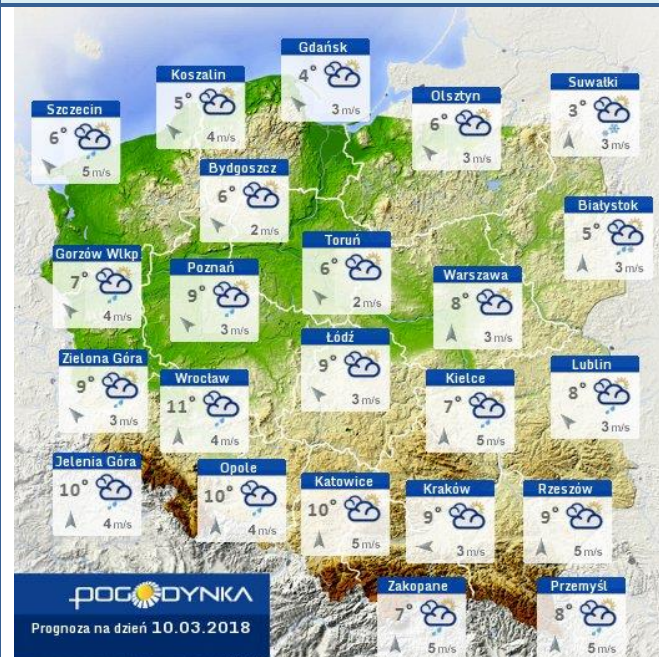 Gdańsk
4°
3 m/s
Koszalin
5°
4 m/s
Szczecin
6°
5 m/s
Olsztyn
6°
3 m/s
Suwałki
3°
3 m/s
Bydgoszcz
6°
2 m/s
Białystok
5°
3 m/s
Gorzów Wlkp
7°
4 m/s
Poznań
9°
3 m/s
Toruń
6°
2 m/s
Warszawa
8°
3 m/s
Zielona Góra
9°
3 m/s
Wrocław
11°
4 m/s
Łódź
9°
3 m/s
Kielce
7°
5 m/s
Lublin
8°
3 m/s
Jelenia Góra
10°
4 m/s
Opole
10°
4 m/s
Katowice
10°
5 m/s
Kraków
9°
3 m/s
Rzeszów
9°
5 m/s
Zakopane
7°
5 m/s
Przemyśl
8°
5 m/s
POGODYNKA
Prognoza na dzień 10.03.2018